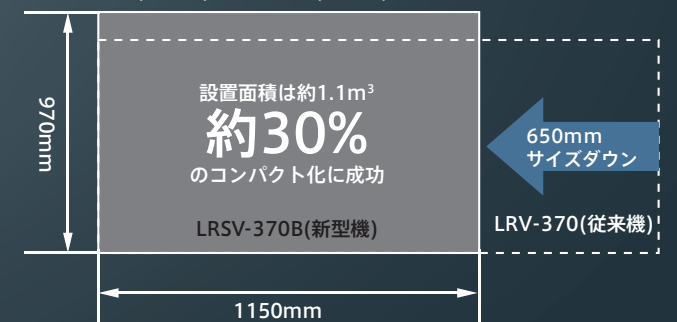 設置面積は約1.1m³
約30%
のコンパクト化に成功
LRSV-370B(新型機)
970mm
650mm
サイズダウン
LRV-370(従来機)
1150mm